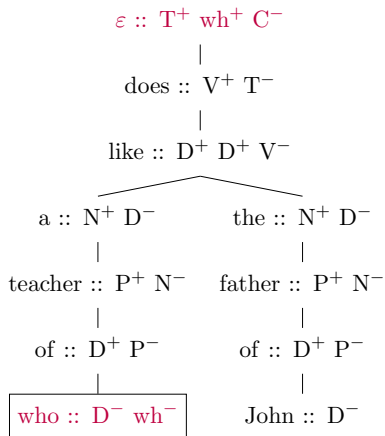 ε :: T⁺ wh⁺ C⁻
does :: V⁺ T⁻
like :: D⁺ D⁺ V⁻
a :: N⁺ D⁻ the :: N⁺ D⁻
teacher :: P⁺ N⁻ father :: P⁺ N⁻
of :: D⁺ P⁻ of :: D⁺ P⁻
who :: D⁻ wh⁻ John :: D⁻